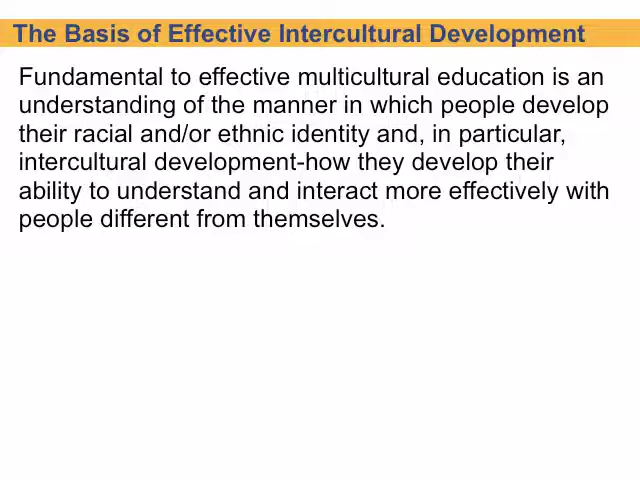 The Basis of Effective Intercultural Development
Fundamental to effective multicultural education is an
understanding of the manner in which people develop
their racial and/or ethnic identity and, in particular,
intercultural development-how they develop their
ability to understand and interact more effectively with
people different from themselves.